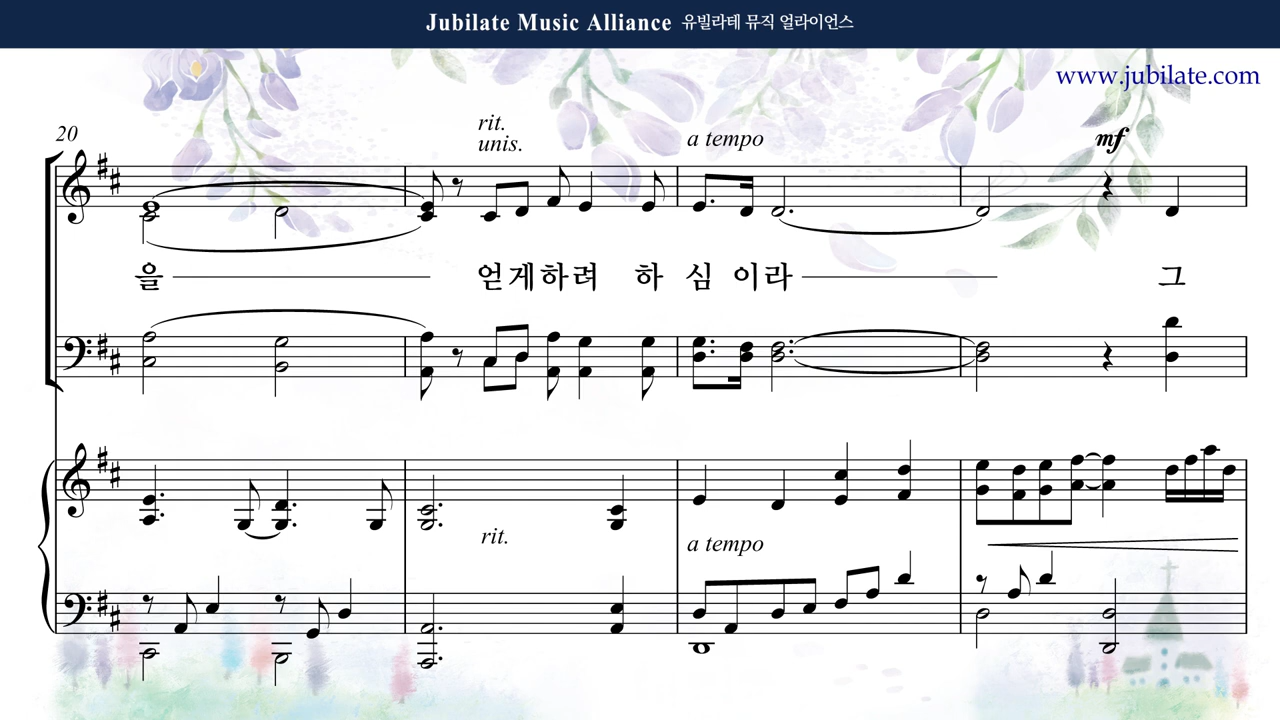 Jubilate Music Alliance 유빌라테 뮤직 얼라이언스
www.jubilate.com
20
rit.
unis.
a tempo
mf
을 얻게하려 하 심 이라 그
rit.
a tempo